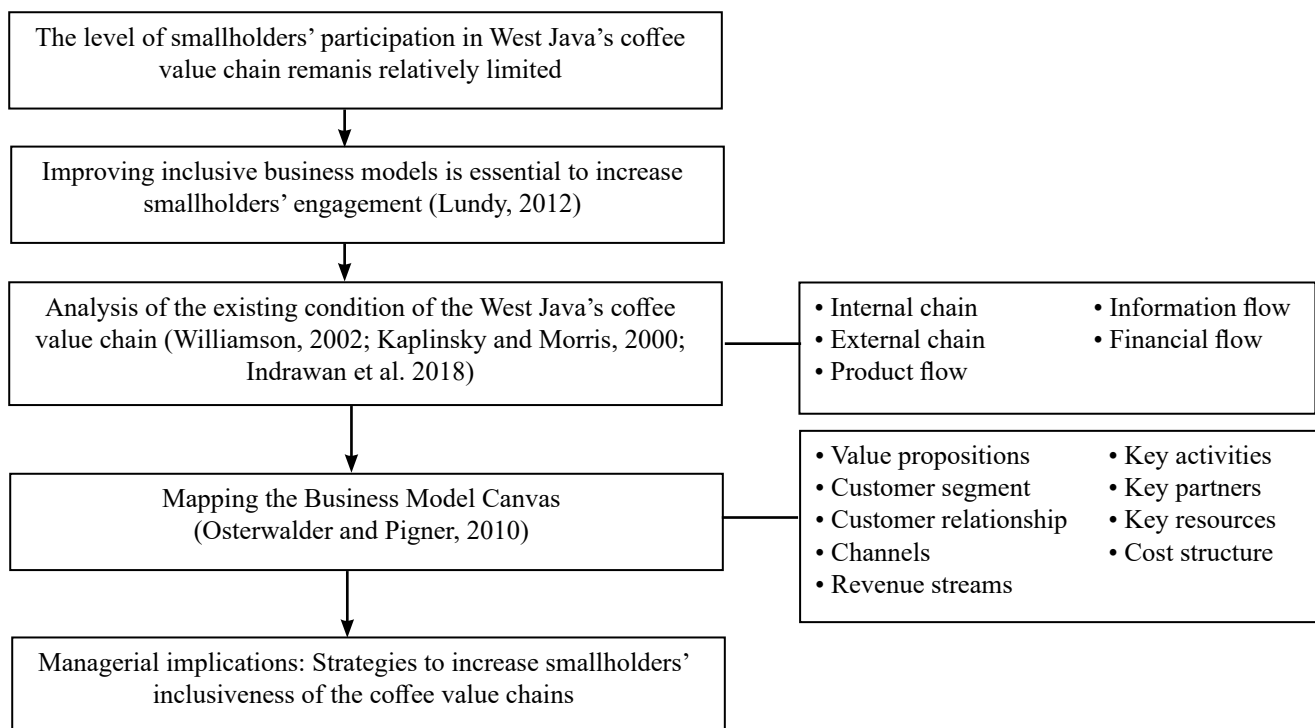 The level of smallholders’ participation in West Java’s coffee
value chain remanis relatively limited
Improving inclusive business models is essential to increase
smallholders’ engagement (Lundy, 2012)
Analysis of the existing condition of the West Java’s coffee
value chain (Williamson, 2002; Kaplinsky and Morris, 2000;
Indrawan et al. 2018)
• Internal chain
• External chain
• Product flow
• Information flow
• Financial flow
Mapping the Business Model Canvas
(Osterwalder and Pigner, 2010)
• Value propositions
• Customer segment
• Customer relationship
• Channels
• Revenue streams
• Key activities
• Key partners
• Key resources
• Cost structure
Managerial implications: Strategies to increase smallholders’
inclusiveness of the coffee value chains